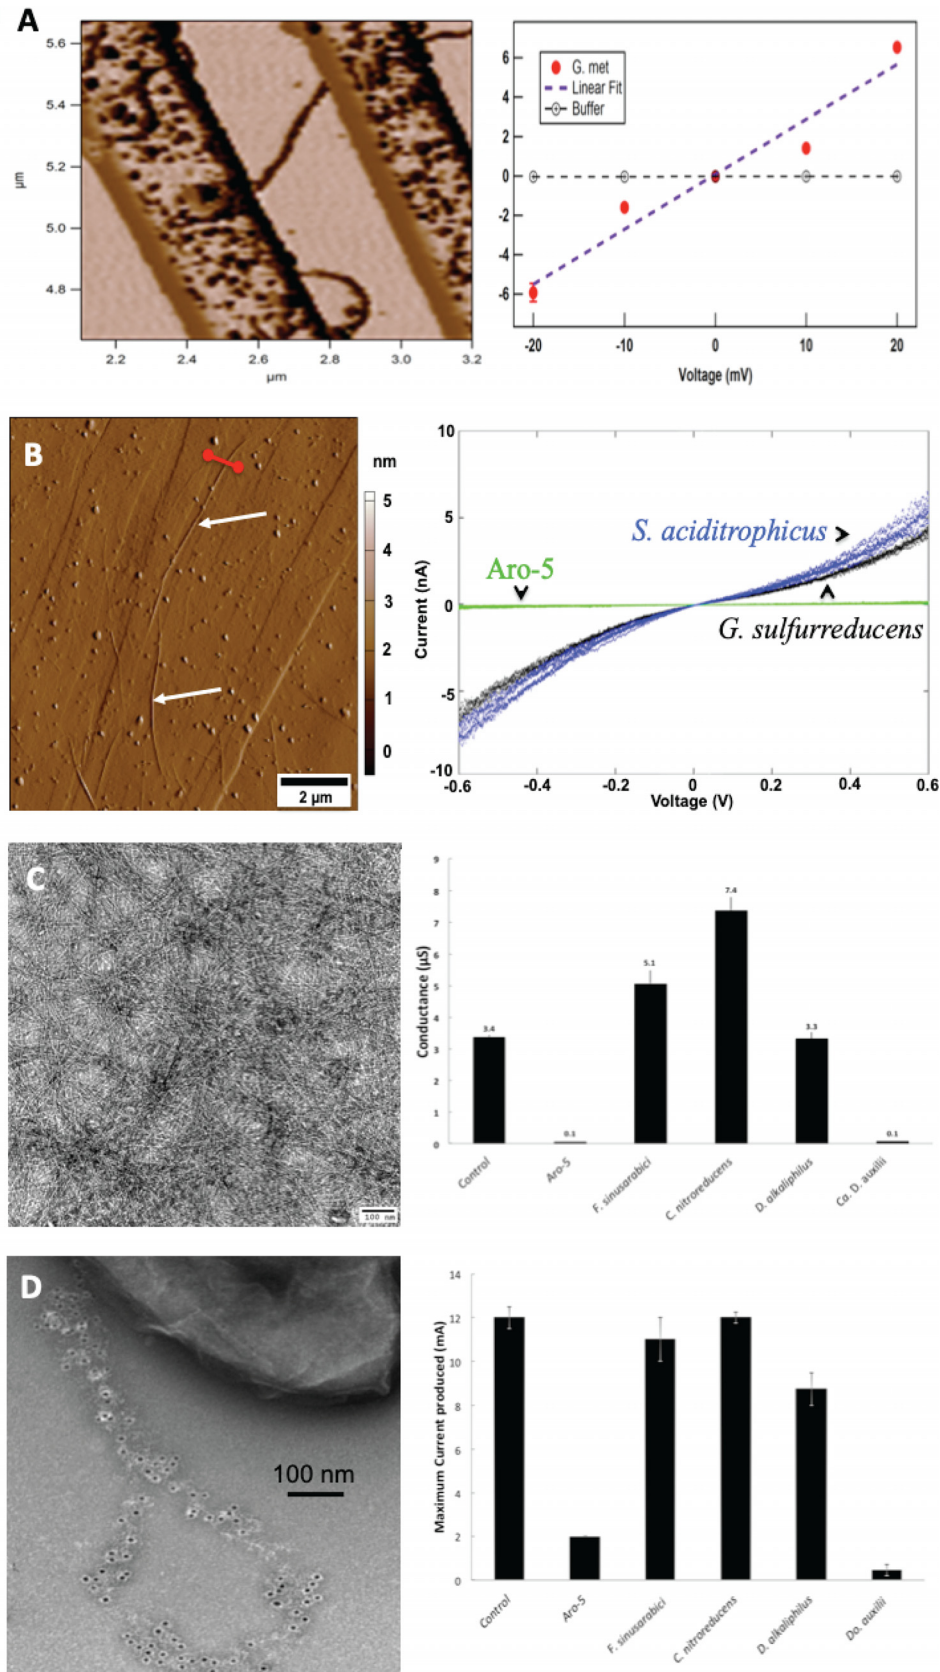 A
5.6
5.4
5.2
5.0
4.8
µm
2.2
2.4
2.6
2.8
3.0
3.2
µm
6
4
2
0
-2
-4
-6
G. met
Linear Fit
Buffer
-20
-10
0
10
20
Voltage (mV)
B
nm
5
4
3
2
1
0
2 µm
10
5
0
-5
-10
Current (nA)
S. aciditrophicus
Aro-5
G. sulfurreducens
-0.6
-0.4
-0.2
0
0.2
0.4
0.6
Voltage (V)
C
100 nm
9
8
7
6
5
4
3
2
1
0
Conductance (µS)
3.4
0.1
5.1
7.4
3.3
0.1
Control
Aro-5
F. sinusarabici
C. nitroreducens
D. alkaliphilus
Ca. D. auxilii
D
100 nm
14
12
10
8
6
4
2
0
Maximum Current produced (mA)
Control
Aro-5
F. sinusarabici
C. nitroreducens
D. alkaliphilus
Da. auxilii